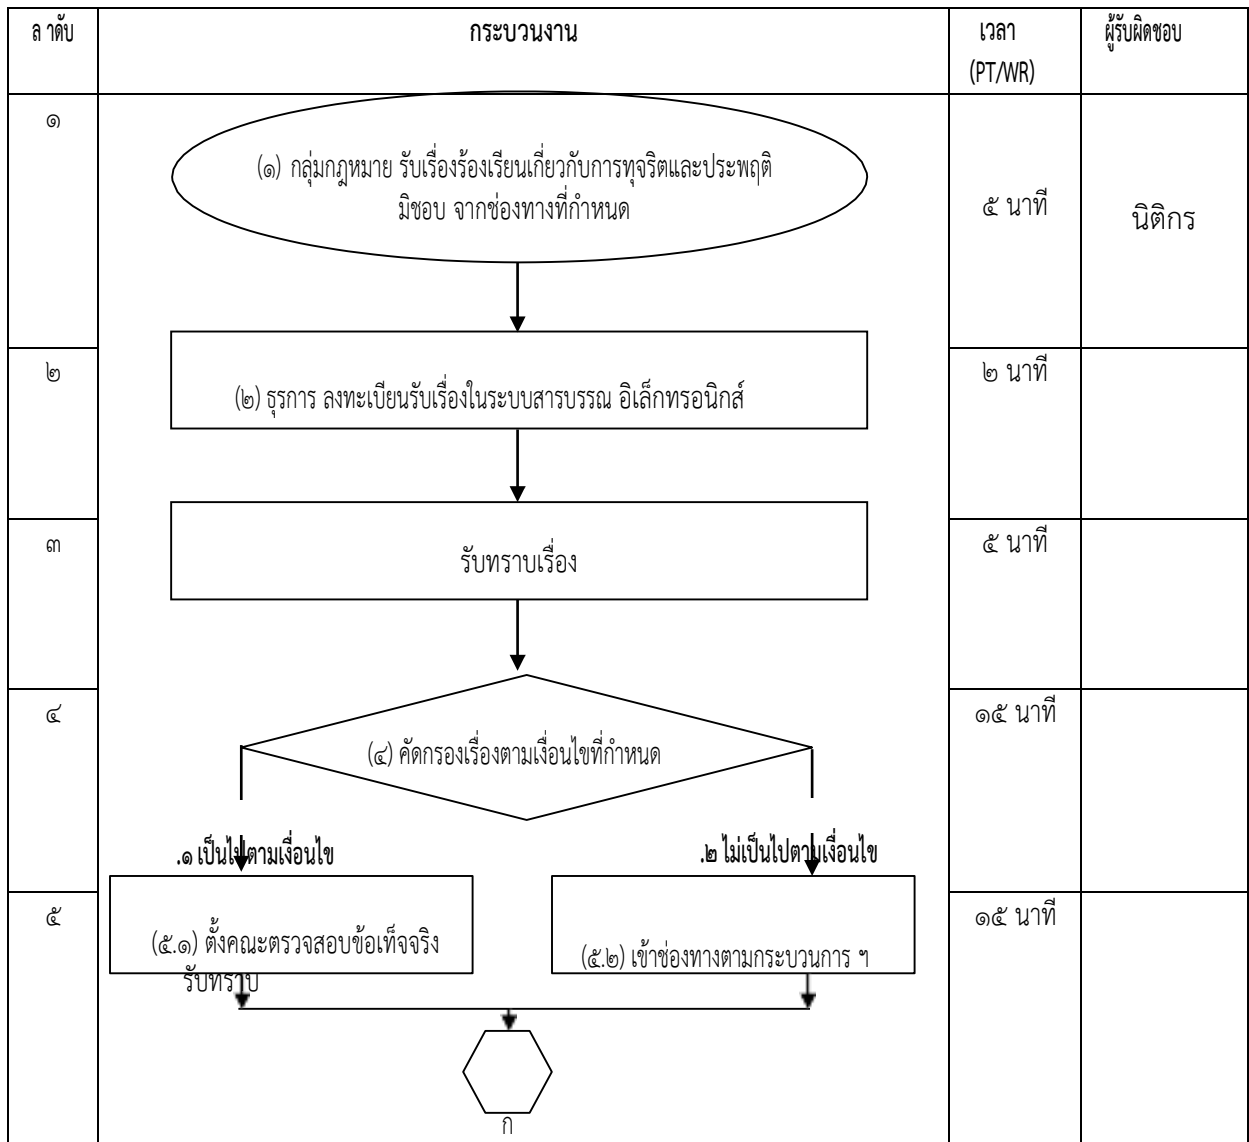 ล าดับ
กระบวนงาน
เวลา
(PT/WR)
ผู้รับผิดชอบ
๑
(๑) กลุ่มกฎหมาย รับเรื่องร้องเรียนเกี่ยวกับการทุจริตและประพฤติ
มิชอบ จากช่องทางที่กำหนด
๕ นาที
นิติกร
๒
(๒) ธุรการ ลงทะเบียนรับเรื่องในระบบสารบรรณ อิเล็กทรอนิกส์
๒ นาที
๓
รับทราบเรื่อง
๕ นาที
๔
(๔) คัดกรองเรื่องตามเงื่อนไขที่กำหนด
๑๕ นาที
.๑ เป็นไปตามเงื่อนไข
.๒ ไม่เป็นไปตามเงื่อนไข
๕
(๕.๑) ตั้งคณะตรวจสอบข้อเท็จจริง
รับทราบ
(๕.๒) เข้าช่องทางตามกระบวนการ ฯ
๑๕ นาที
ก